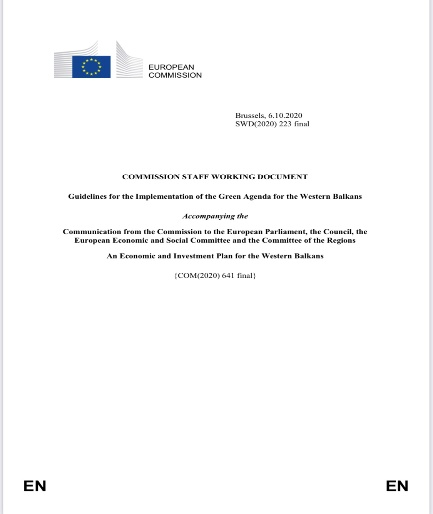 EUROPEAN
COMMISSION
Brussels, 6.10.2020
SWD(2020) 223 final
COMMISSION STAFF WORKING DOCUMENT
Guidelines for the Implementation of the Green Agenda for the Western Balkans
Accompanying the
Communication from the Commission to the European Parliament, the Council, the
European Economic and Social Committee and the Committee of the Regions
An Economic and Investment Plan for the Western Balkans
{COM(2020) 641 final}
EN EN